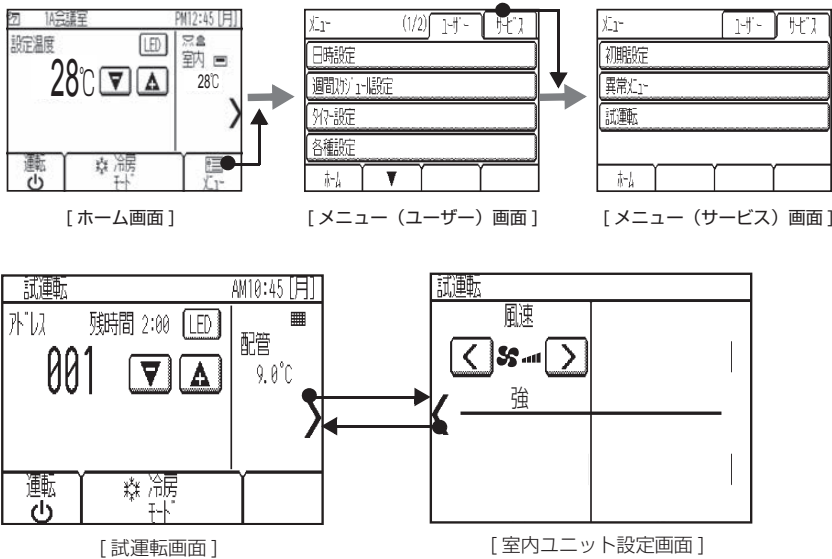 1A会議室 PM12:45 [月]
設定温度 LED
28℃
室内
28℃
運転
冷房
モード
メニュー
[ ホーム画面 ]
メニュー (1/2) ユーザー サービス
日時設定
週間スケジュール設定
タイマー設定
各種設定
ホーム ▼
[ メニュー（ユーザー）画面 ]
メニュー ユーザー サービス
初期設定
異常メニュー
試運転
ホーム
[ メニュー（サービス）画面 ]
試運転 AM10:45 [月]
アドレス 残時間 2:00 LED
001
配管
9.0℃
運転
冷房
モード
[ 試運転画面 ]
試運転
風速
強
[ 室内ユニット設定画面 ]